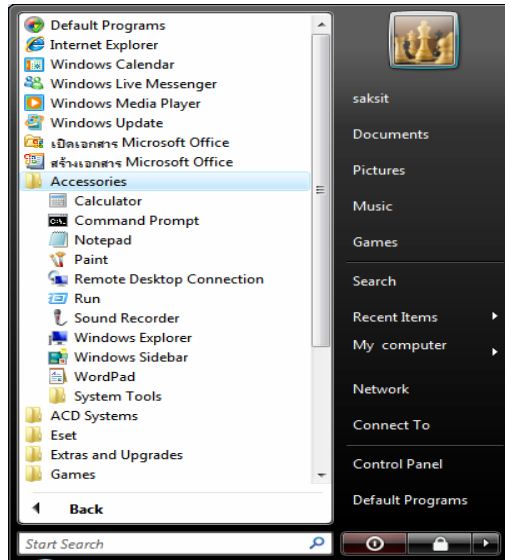 Default Programs
Internet Explorer
Windows Calendar
Windows Live Messenger
Windows Media Player
Windows Update
เปิดเอกสาร Microsoft Office
สร้างเอกสาร Microsoft Office
Accessories
Calculator
Command Prompt
Notepad
Paint
Remote Desktop Connection
Run
Sound Recorder
Windows Explorer
Windows Sidebar
WordPad
System Tools
ACD Systems
Eset
Extras and Upgrades
Games
Back
Start Search
saksit
Documents
Pictures
Music
Games
Search
Recent Items
My computer
Network
Connect To
Control Panel
Default Programs